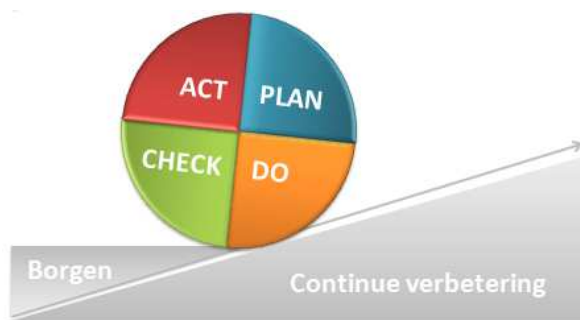 ACT
PLAN
CHECK
DO
Borgen
Continue verbetering